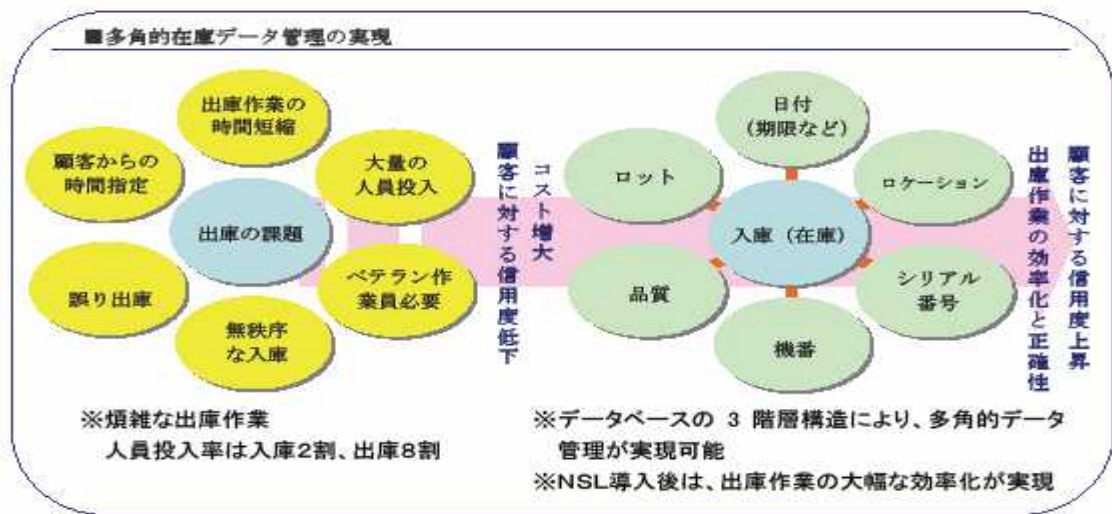 ■多角的在庫データ管理の実現
出庫作業の
時間短縮
顧客からの
時間指定
大量の
人員投入
出庫の課題
誤り出庫
ベテラン作
業員必要
無秩序
な入庫
コスト増大
顧客に対する信用度低下
日付
(期限など)
ロット
ロケーション
入庫(在庫)
品質
シリアル
番号
機番
顧客に対する信用度上昇
出庫作業の効率化と正確性
※煩雑な出庫作業
人員投入率は入庫2割、出庫8割
※データベースの 3 階層構造により、多角的データ
管理が実現可能
※NSL導入後は、出庫作業の大幅な効率化が実現